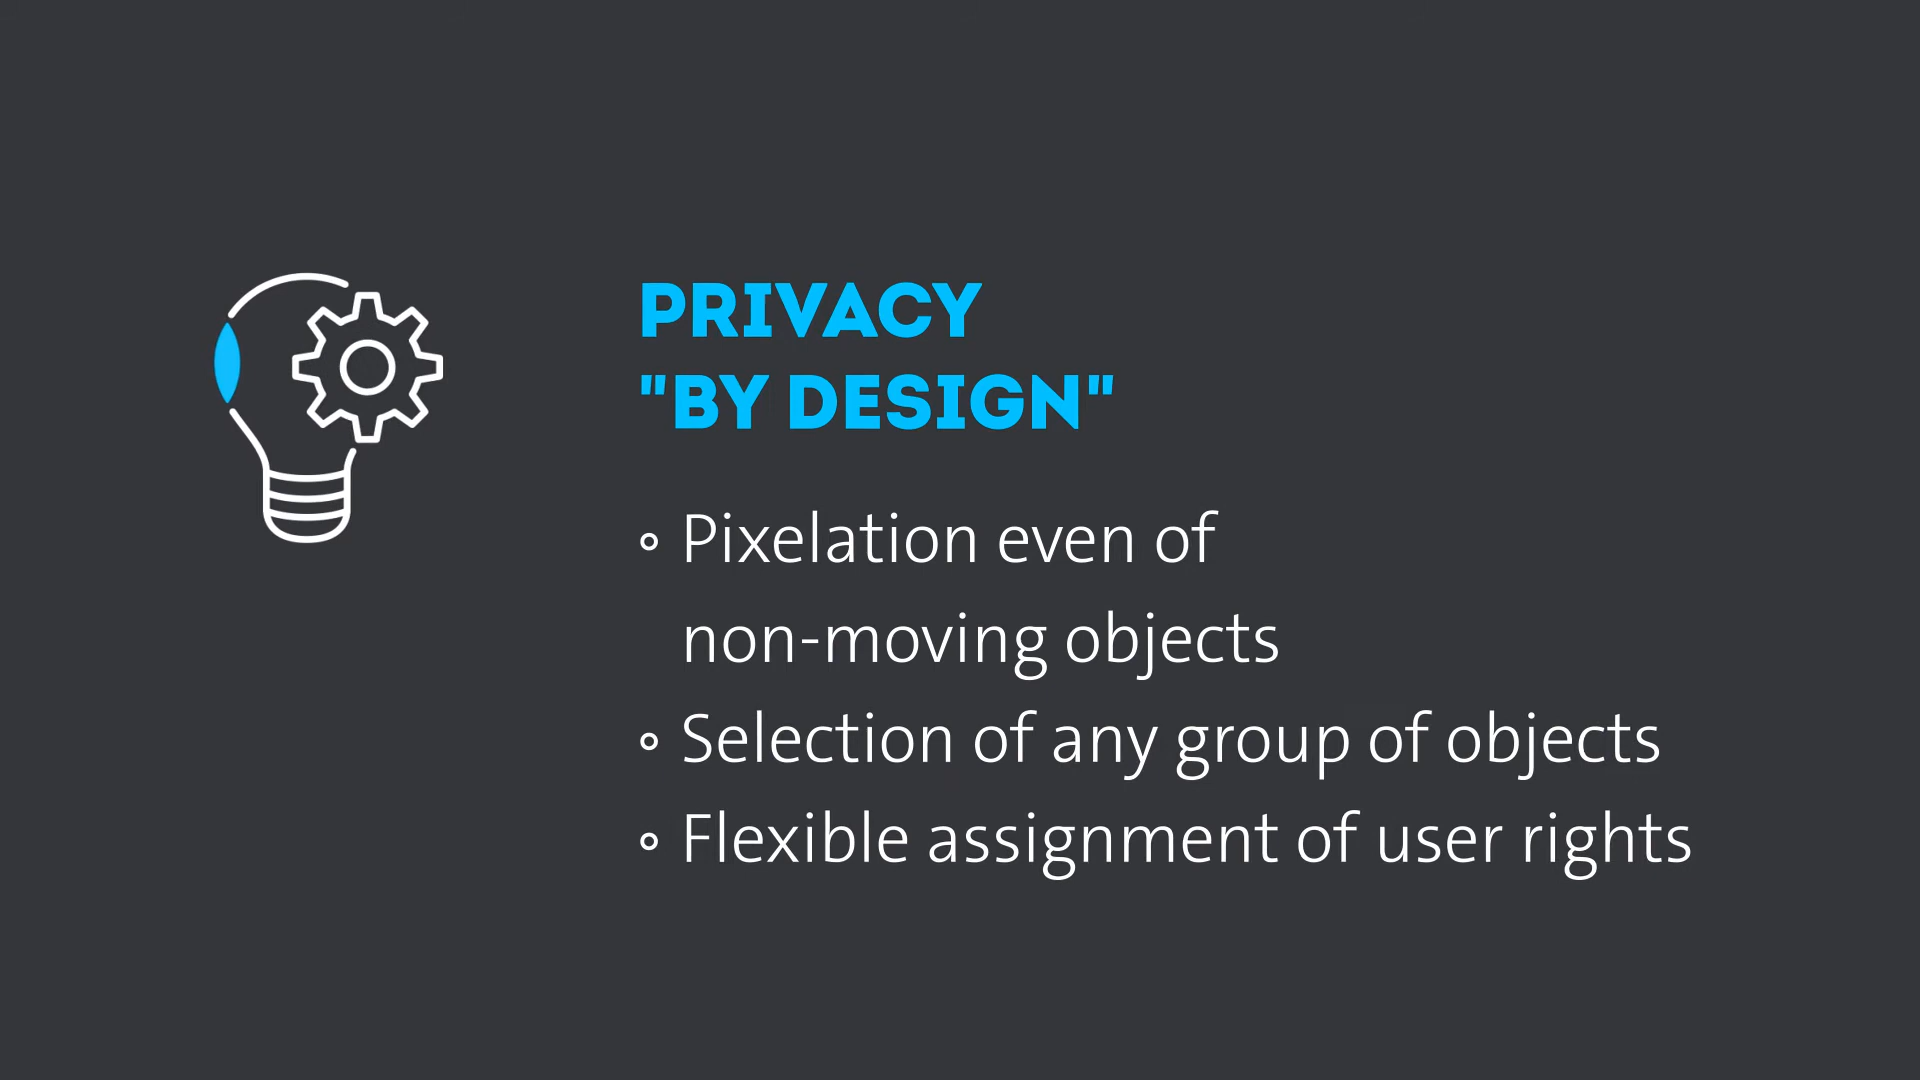 PRIVACY
"BY DESIGN"
◦ Pixelation even of
non-moving objects
◦ Selection of any group of objects
◦ Flexible assignment of user rights